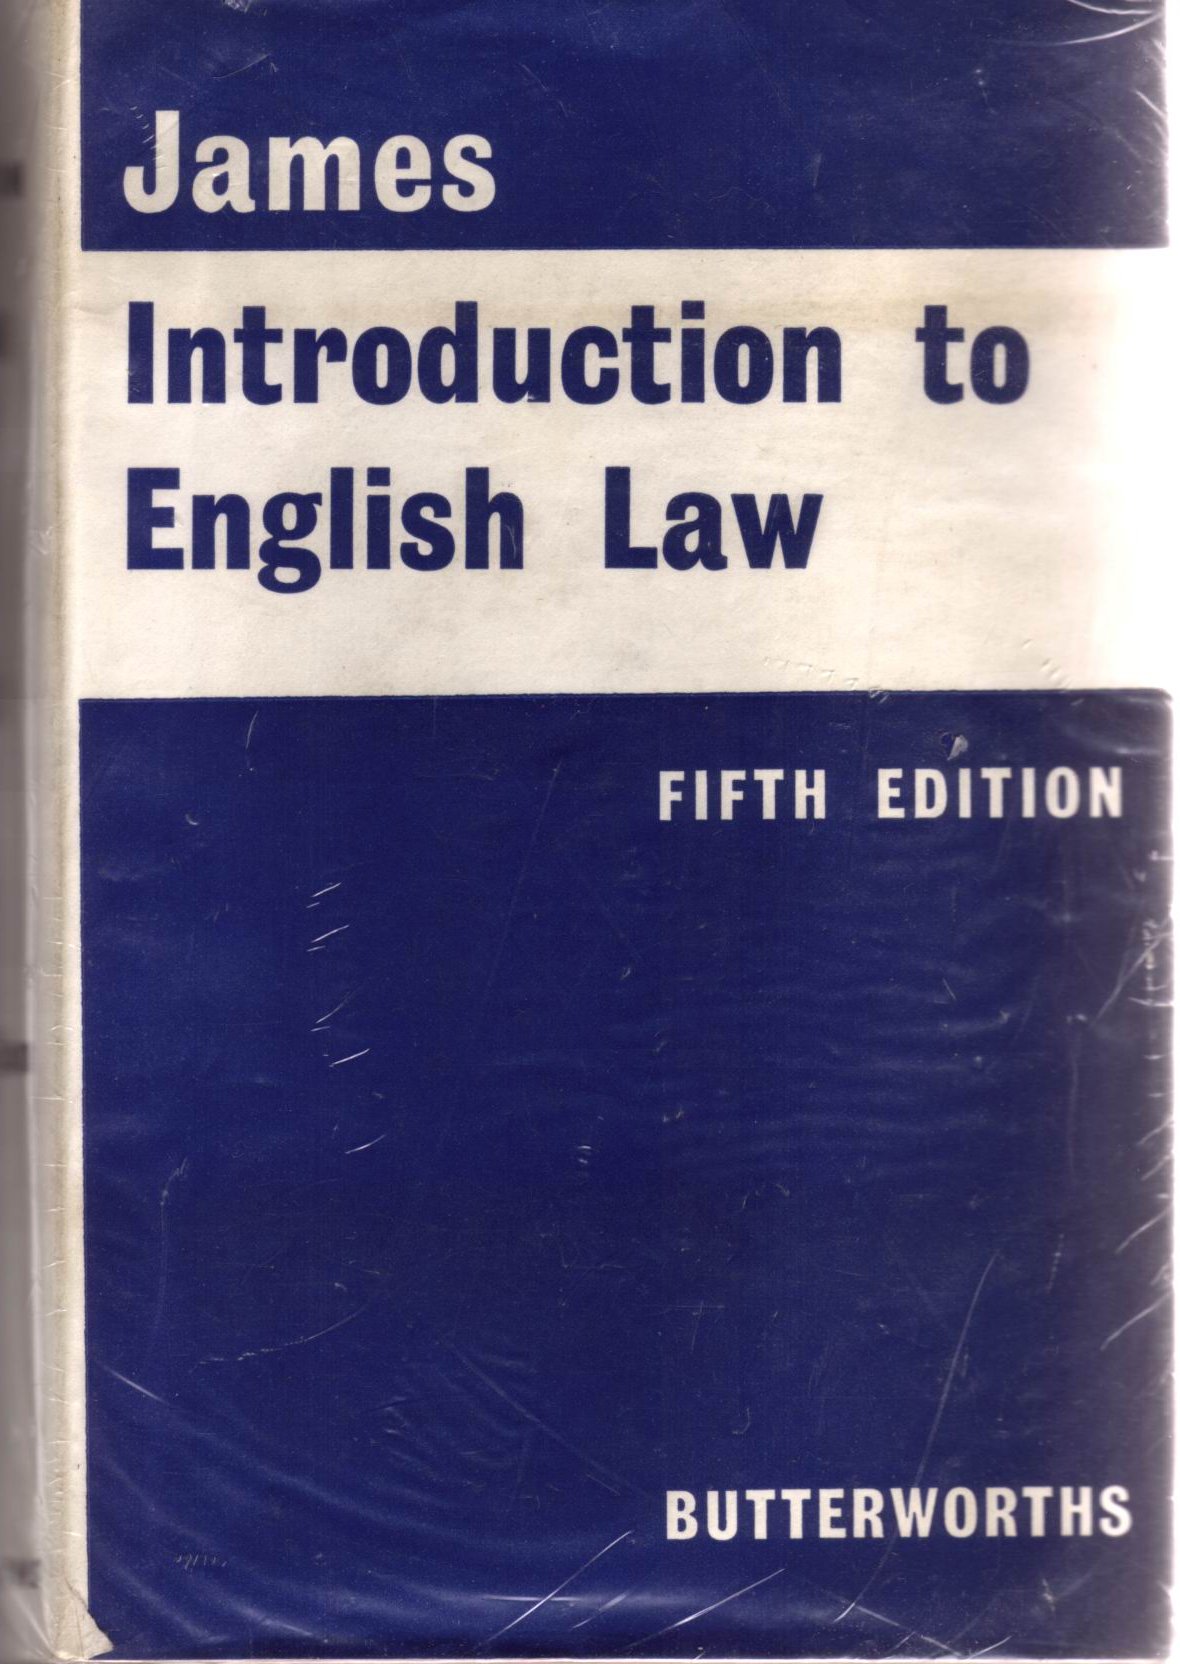 James
Introduction to
English Law
FIFTH EDITION
BUTTERWORTHS